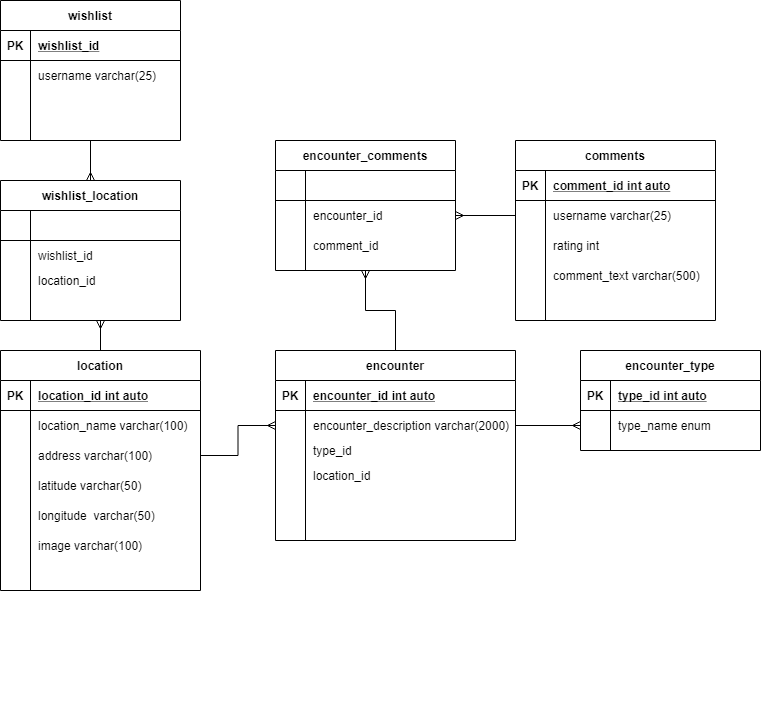 wishlist
PK wishlist_id
username varchar(25)
wishlist_location
wishlist_id
location_id
encounter_comments
encounter_id
comment_id
comments
PK comment_id int auto
username varchar(25)
rating int
comment_text varchar(500)
location
PK location_id int auto
location_name varchar(100)
address varchar(100)
latitude varchar(50)
longitude varchar(50)
image varchar(100)
encounter
PK encounter_id int auto
encounter_description varchar(2000)
type_id
location_id
encounter_type
PK type_id int auto
type_name enum